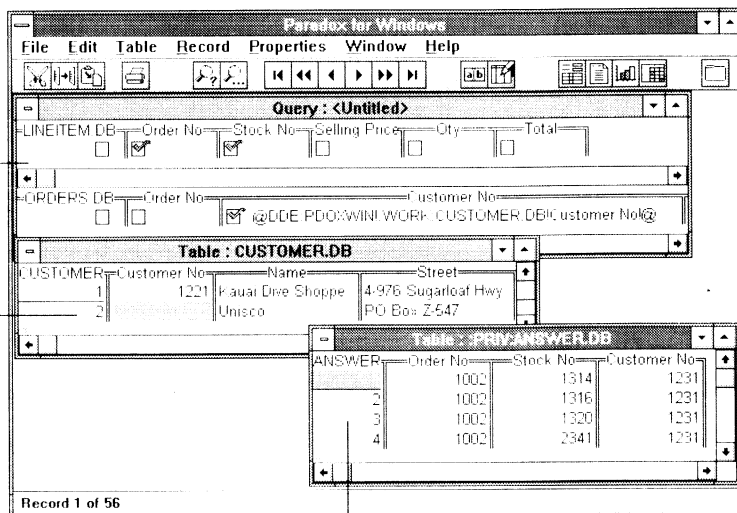 Paradox for Windows
File Edit Table Record Properties Window Help
Query : <Untitled>
LINEITEM DB Order No Stock No Selling Price Qty Total
ORDERS DB Order No Customer No
@DDE PDOXWIN! WORK CUSTOMER.DB!Customer No!@
Table : CUSTOMER.DB
CUSTOMER Customer No Name Street
1 1221 Kauai Dive Shoppe 4-976 Sugarloaf Hwy
2 Unisco PO Box Z-547
Table : :PRIV:ANSWER.DB
ANSWER Order No Stock No Customer No
1002 1314 1231
2 1002 1316 1231
3 1002 1320 1231
4 1002 2341 1231
Record 1 of 56